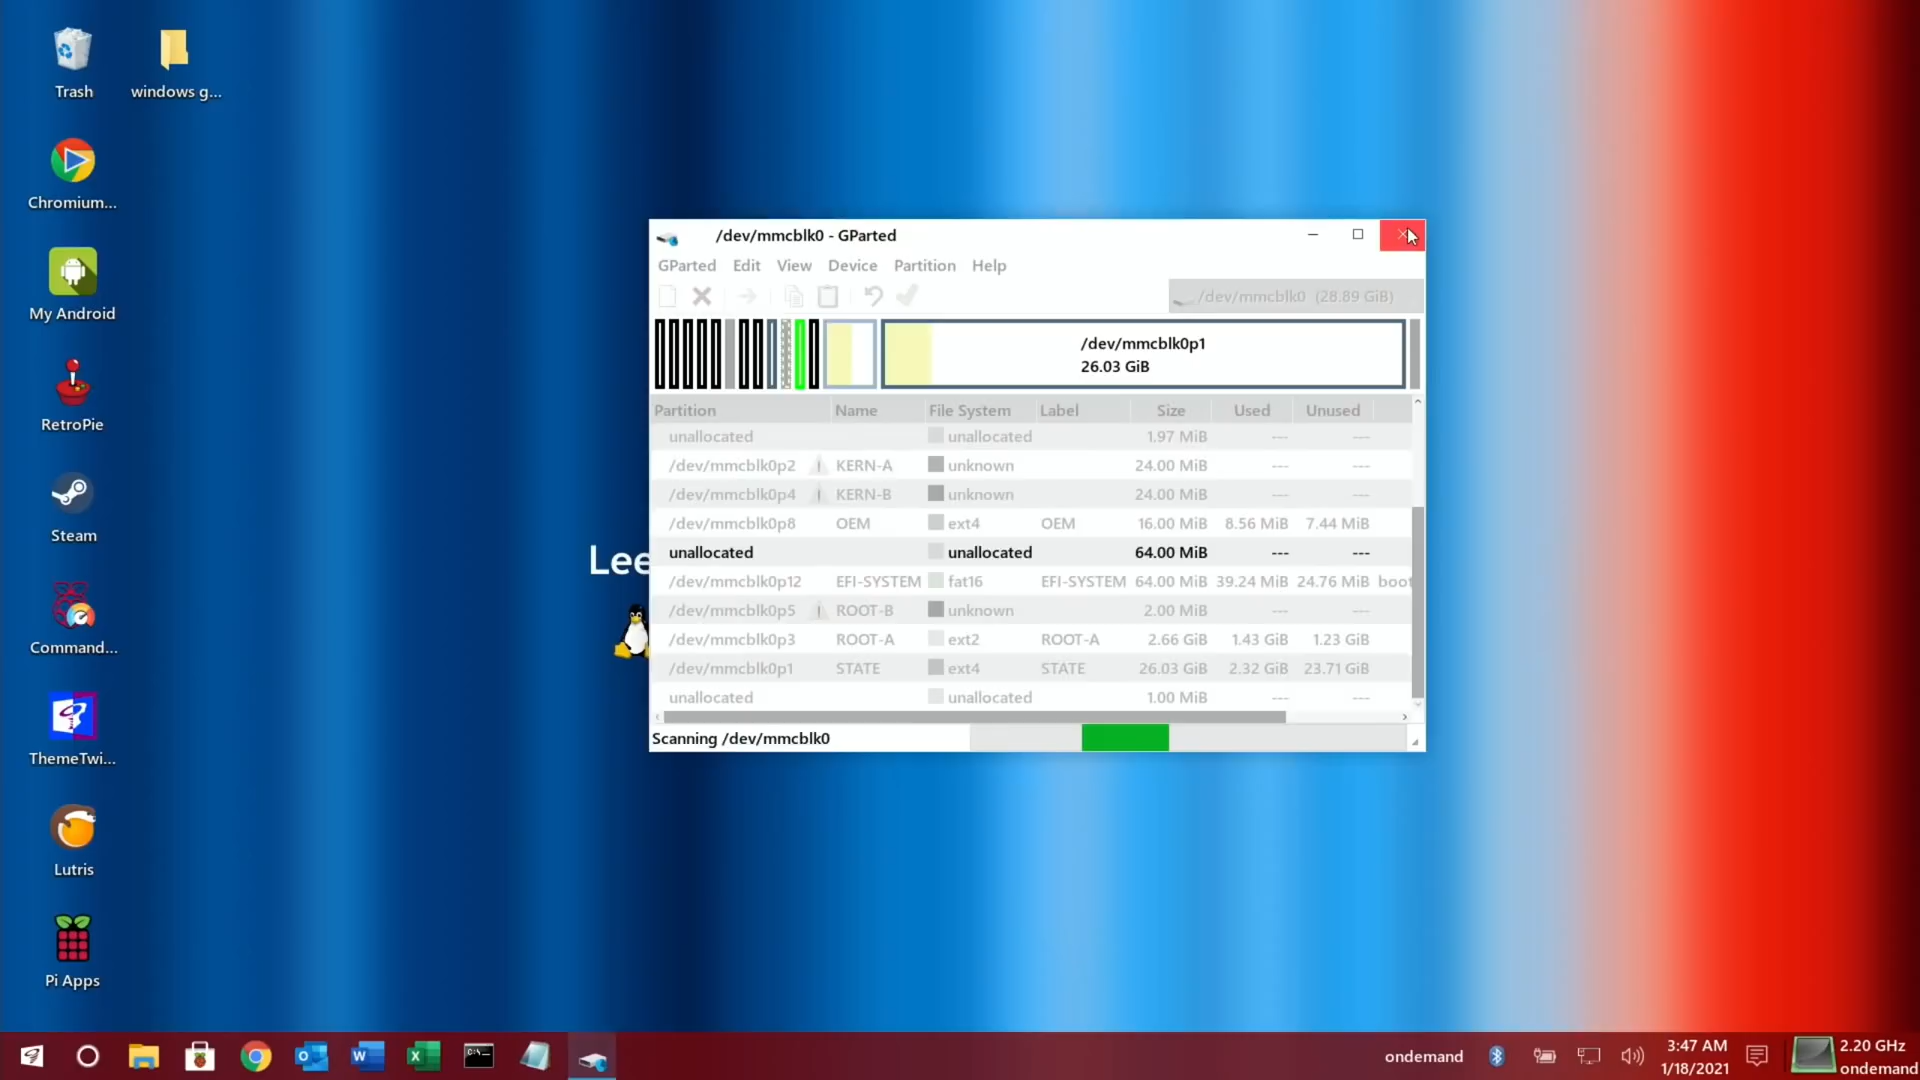 Trash
windows g...
Chromium...
My Android
RetroPie
Steam
Command...
ThemeTwi...
Lutris
Pi Apps
Lee
/dev/mmcblk0 - GParted
GParted Edit View Device Partition Help
/dev/mmcblk0 (28.89 GiB)
/dev/mmcblk0p1
26.03 GiB
Partition Name File System Label Size Used Unused
unallocated unallocated 1.97 MiB --- ---
/dev/mmcblk0p2 KERN-A unknown 24.00 MiB --- ---
/dev/mmcblk0p4 KERN-B unknown 24.00 MiB --- ---
/dev/mmcblk0p8 OEM ext4 OEM 16.00 MiB 8.56 MiB 7.44 MiB
unallocated unallocated 64.00 MiB --- ---
/dev/mmcblk0p12 EFI-SYSTEM fat16 EFI-SYSTEM 64.00 MiB 39.24 MiB 24.76 MiB boot
/dev/mmcblk0p5 ROOT-B unknown 2.00 MiB --- ---
/dev/mmcblk0p3 ROOT-A ext2 ROOT-A 2.66 GiB 1.43 GiB 1.23 GiB
/dev/mmcblk0p1 STATE ext4 STATE 26.03 GiB 2.32 GiB 23.71 GiB
unallocated unallocated 1.00 MiB --- ---
Scanning /dev/mmcblk0
ondemand
3:47 AM
1/18/2021
2.20 GHz
ondemand